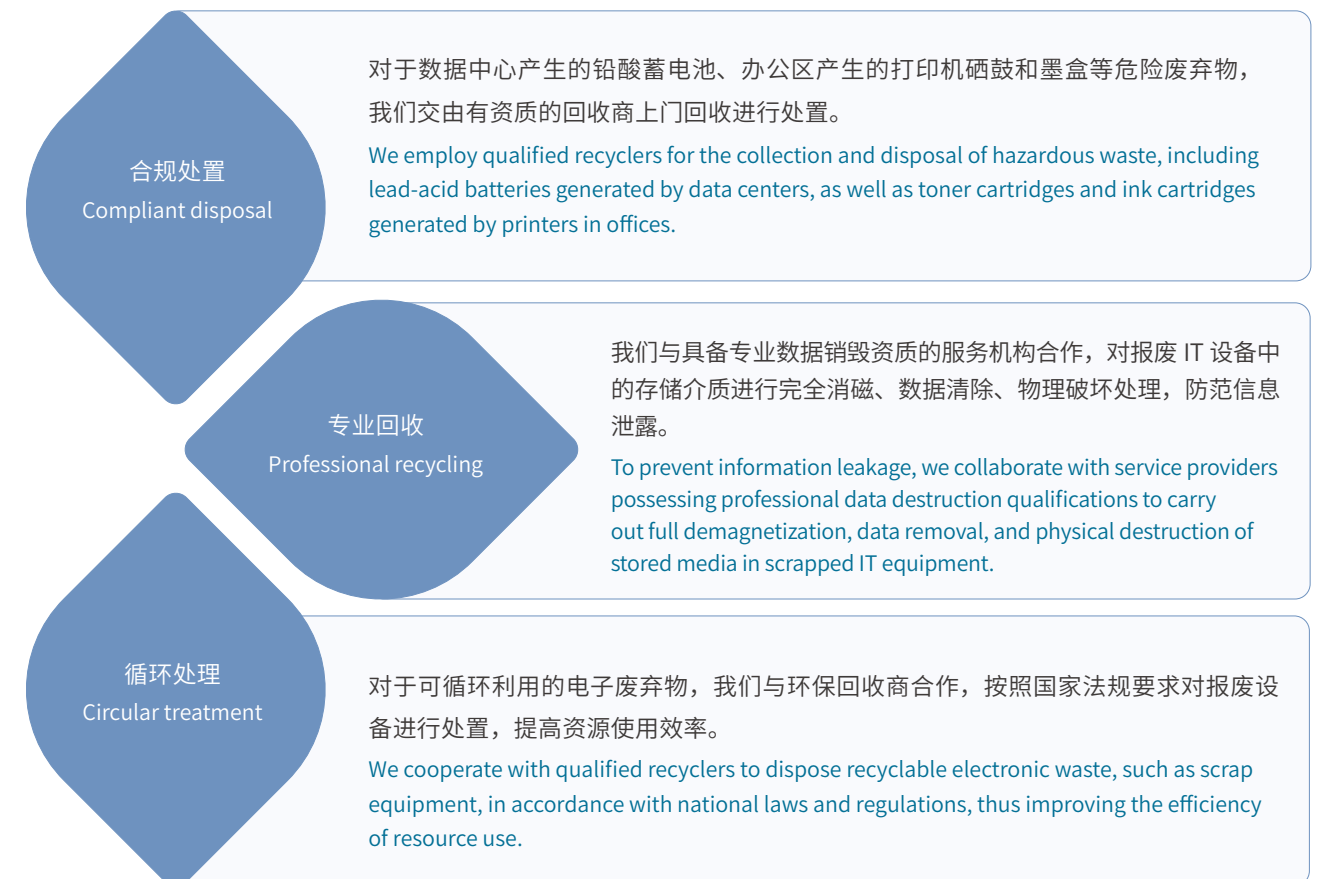 合规处置
Compliant disposal
对于数据中心产生的铅酸蓄电池、办公区产生的打印机硒鼓和墨盒等危险废弃物，
我们交由有资质的回收商上门回收进行处置。
We employ qualified recyclers for the collection and disposal of hazardous waste, including
lead-acid batteries generated by data centers, as well as toner cartridges and ink cartridges
generated by printers in offices.
专业回收
Professional recycling
我们与具备专业数据销毁资质的服务机构合作，对报废 IT 设备中
的存储介质进行完全消磁、数据清除、物理破坏处理，防范信息
泄露。
To prevent information leakage, we collaborate with service providers
possessing professional data destruction qualifications to carry
out full demagnetization, data removal, and physical destruction of
stored media in scrapped IT equipment.
循环处理
Circular treatment
对于可循环利用的电子废弃物，我们与环保回收商合作，按照国家法规要求对报废设
备进行处置，提高资源使用效率。
We cooperate with qualified recyclers to dispose recyclable electronic waste, such as scrap
equipment, in accordance with national laws and regulations, thus improving the efficiency
of resource use.